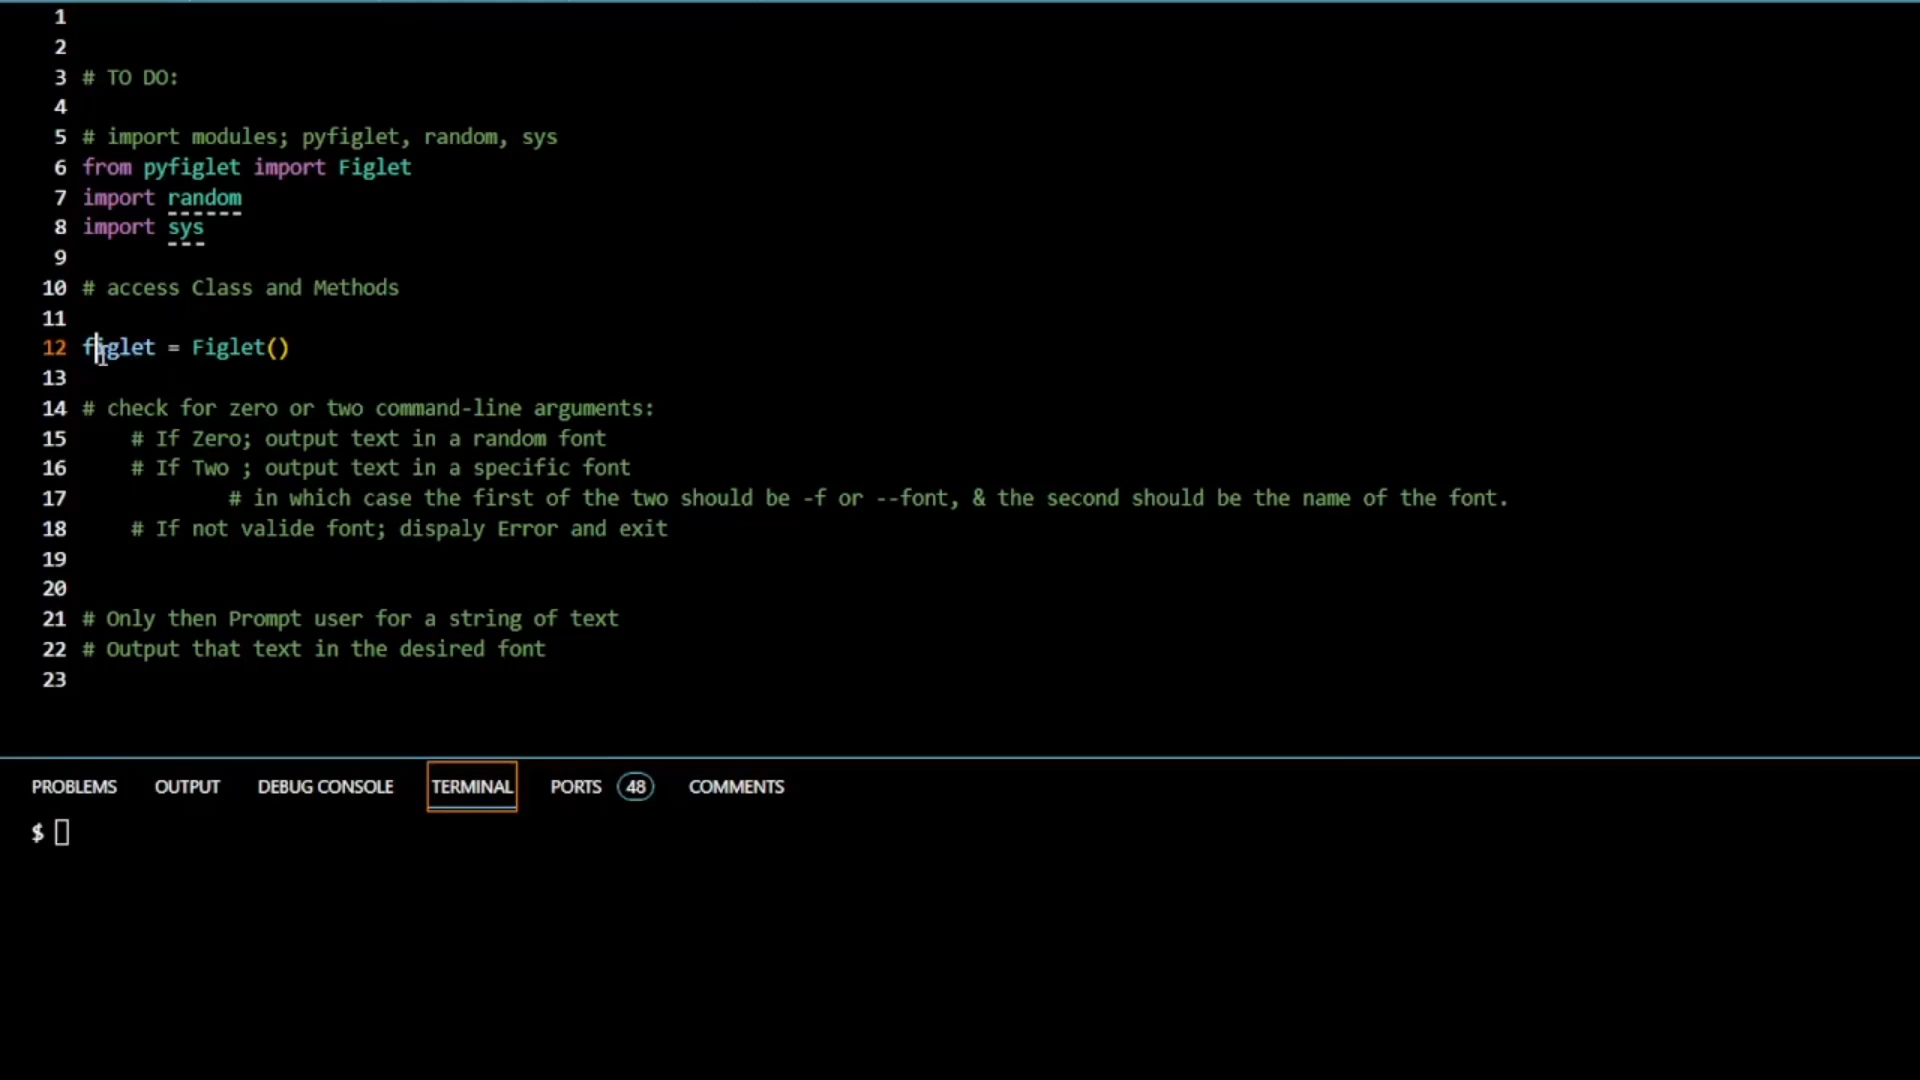 1
2
3 # TO DO:
4
5 # import modules; pyfiglet, random, sys
6 from pyfiglet import Figlet
7 import random
8 import sys
9
10 # access Class and Methods
11
12 figlet = Figlet()
13
14 # check for zero or two command-line arguments:
15 # If Zero; output text in a random font
16 # If Two ; output text in a specific font
17 # in which case the first of the two should be -f or --font, & the second should be the name of the font.
18 # If not valide font; dispaly Error and exit
19
20
21 # Only then Prompt user for a string of text
22 # Output that text in the desired font
23
PROBLEMS OUTPUT DEBUG CONSOLE TERMINAL PORTS 48 COMMENTS
$